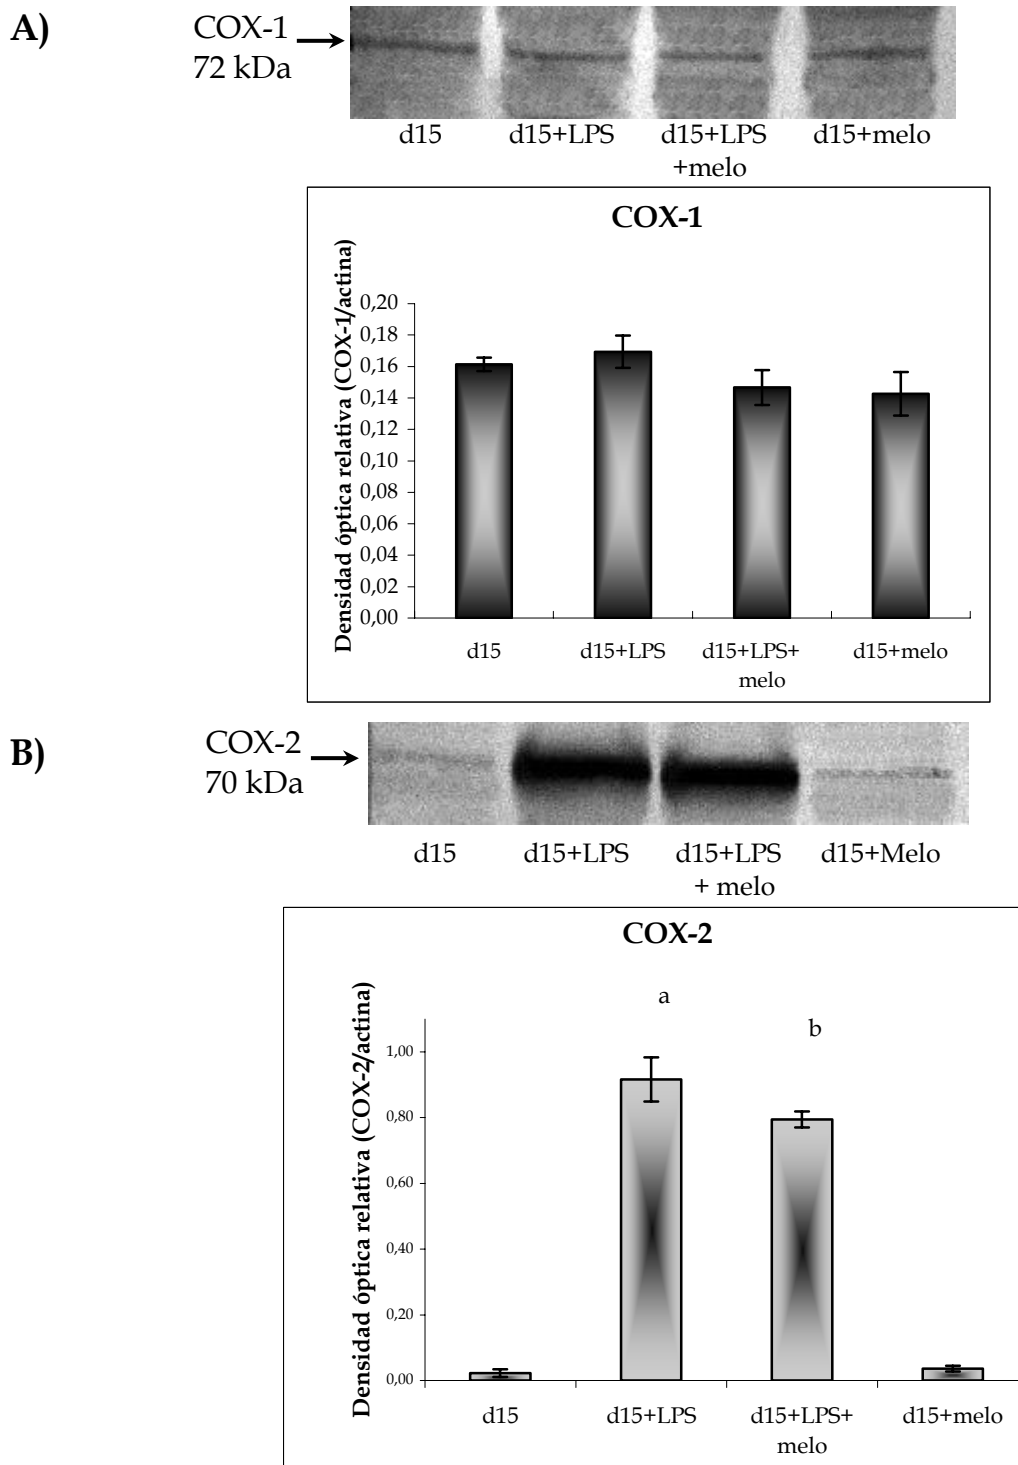 A)
COX-1
72 kDa
d15 d15+LPS d15+LPS +melo d15+melo
COX-1
Densidad óptica relativa (COX-1/actina)
0,20
0,18
0,16
0,14
0,12
0,10
0,08
0,06
0,04
0,02
0,00
d15 d15+LPS d15+LPS+ melo d15+melo
B)
COX-2
70 kDa
d15 d15+LPS d15+LPS + melo d15+Melo
COX-2
Densidad óptica relativa (COX-2/actina)
a
b
1,00
0,80
0,60
0,40
0,20
0,00
d15 d15+LPS d15+LPS+ melo d15+melo